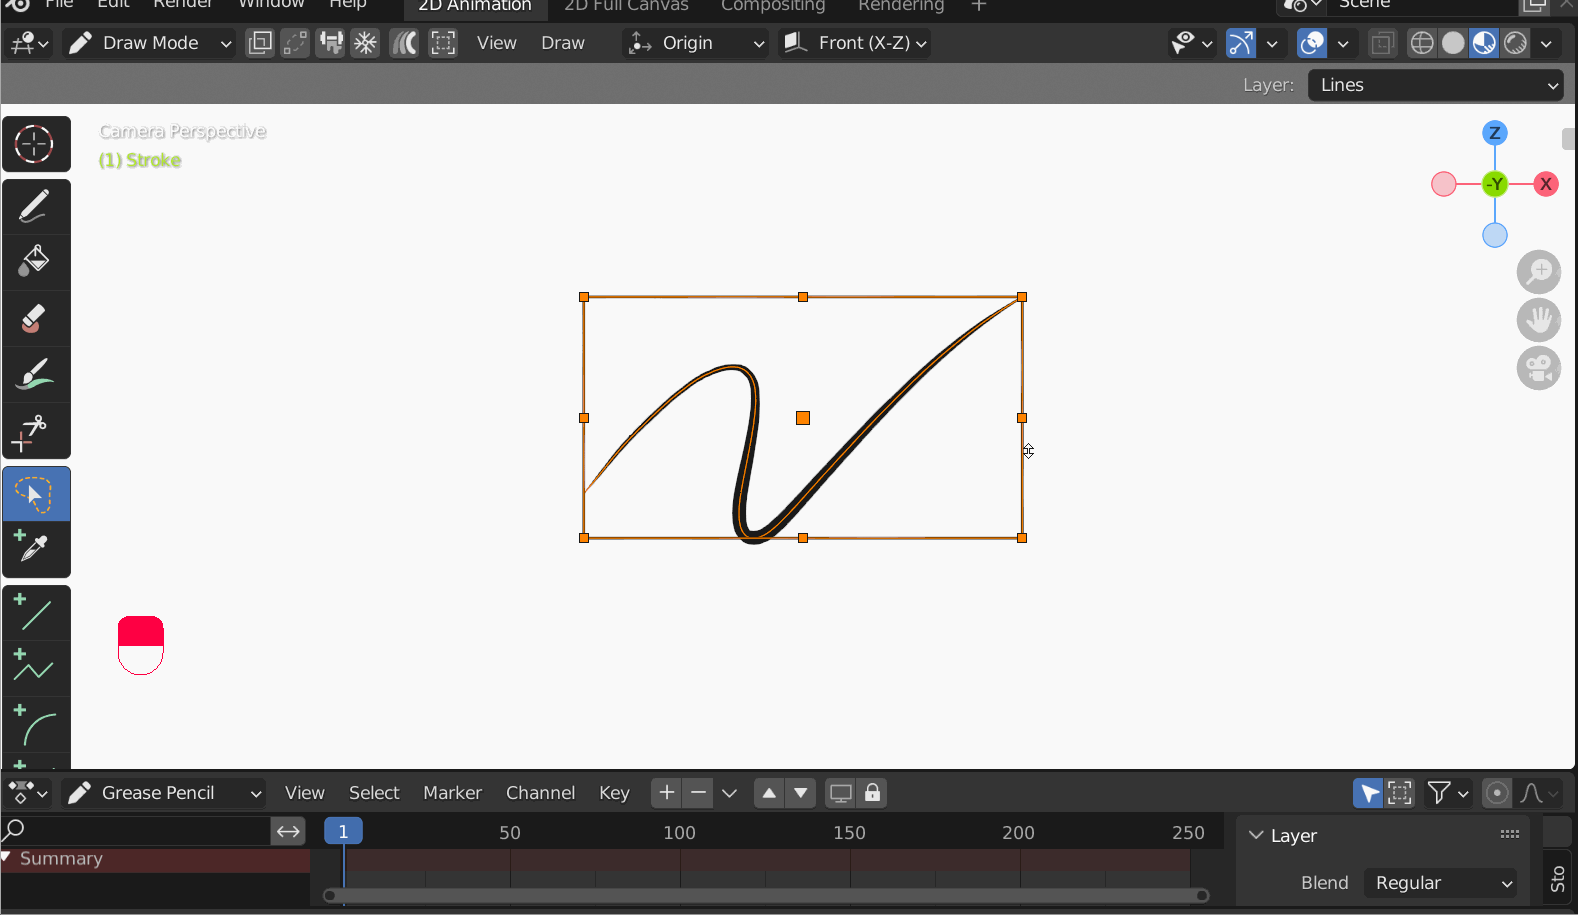 File Edit Render Window Help 2D Animation 2D Full Canvas Compositing Rendering + Scene
Draw Mode View Draw Origin Front (X-Z)
Layer: Lines
Camera Perspective
(1) Stroke
Z
-Y X
Grease Pencil View Select Marker Channel Key
1 50 100 150 200 250 Layer
Summary
Blend Regular Sto